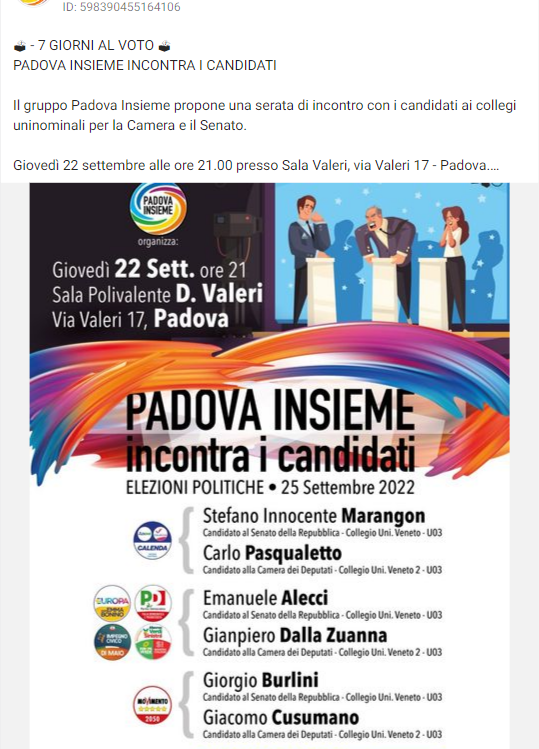 ID: 598390455164106
🗳 - 7 GIORNI AL VOTO 🗳
PADOVA INSIEME INCONTRA I CANDIDATI
Il gruppo Padova Insieme propone una serata di incontro con i candidati ai collegi
uninominali per la Camera e il Senato.
Giovedì 22 settembre alle ore 21.00 presso Sala Valeri, via Valeri 17 - Padova....
PADOVA
INSIEME
organizza:
Giovedì 22 Sett. ore 21
Sala Polivalente D. Valeri
Via Valeri 17, Padova
PADOVA INSIEME
incontra i candidati
ELEZIONI POLITICHE • 25 Settembre 2022
CALENDA
Stefano Innocente Marangon
Candidato al Senato della Repubblica - Collegio Uni. Veneto - U03
Carlo Pasqualetto
Candidato alla Camera dei Deputati - Collegio Uni. Veneto 2 - U03
EUROPA
EMMA
BONINO
PD
IMPEGNO
CIVICO
DI MAIO
Emanuele Alecci
Candidato al Senato della Repubblica - Collegio Uni. Veneto - U03
Gianpiero Dalla Zuanna
Candidato alla Camera dei Deputati - Collegio Uni. Veneto 2 - U03
MOVIMENTO
2050
Giorgio Burlini
Candidato al Senato della Repubblica - Collegio Uni. Veneto - U03
Giacomo Cusumano
Candidato alla Camera dei Deputati - Collegio Uni. Veneto 2 - U03